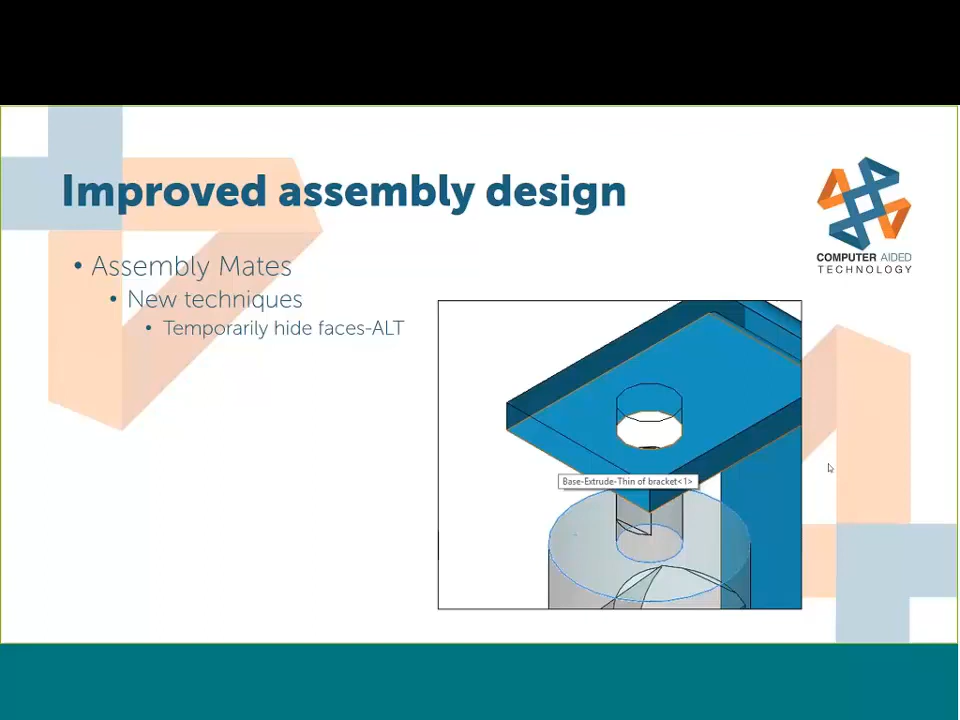 Improved assembly design
• Assembly Mates
• New techniques
• Temporarily hide faces-ALT
COMPUTER AIDED
TECHNOLOGY
Base-Extrude-Thin of bracket<1>